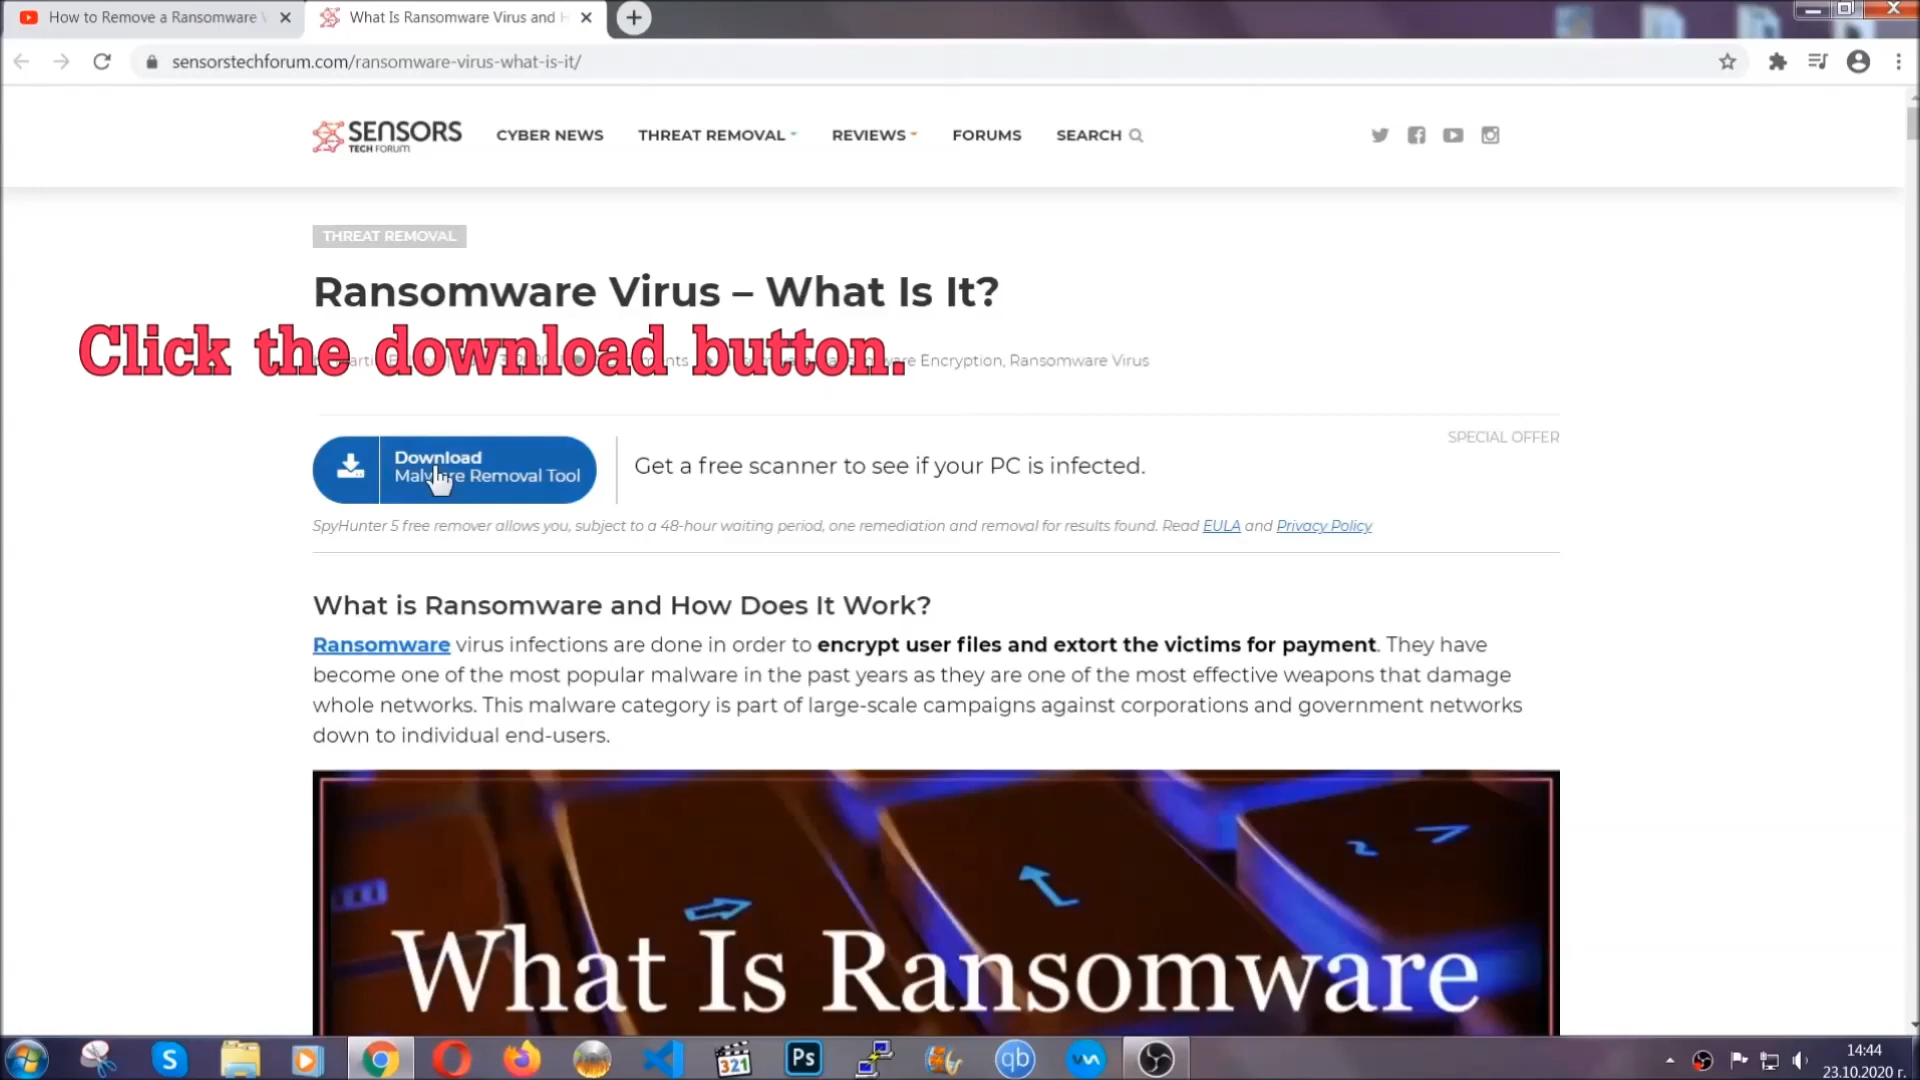 How to Remove a Ransomware
What Is Ransomware Virus and
sensorstechforum.com/ransomware-virus-what-is-it/
SENSORS
TECH FORUM
CYBER NEWS
THREAT REMOVAL
REVIEWS
FORUMS
SEARCH
THREAT REMOVAL
Ransomware Virus – What Is It?
Click the download button.
Encryption, Ransomware Virus
SPECIAL OFFER
Download
Malware Removal Tool
Get a free scanner to see if your PC is infected.
SpyHunter 5 free remover allows you, subject to a 48-hour waiting period, one remediation and removal for results found. Read EULA and Privacy Policy
What is Ransomware and How Does It Work?
Ransomware virus infections are done in order to encrypt user files and extort the victims for payment. They have
become one of the most popular malware in the past years as they are one of the most effective weapons that damage
whole networks. This malware category is part of large-scale campaigns against corporations and government networks
down to individual end-users.
What Is Ransomware
S
321
Ps
qb
14:44
23.10.2020 г.